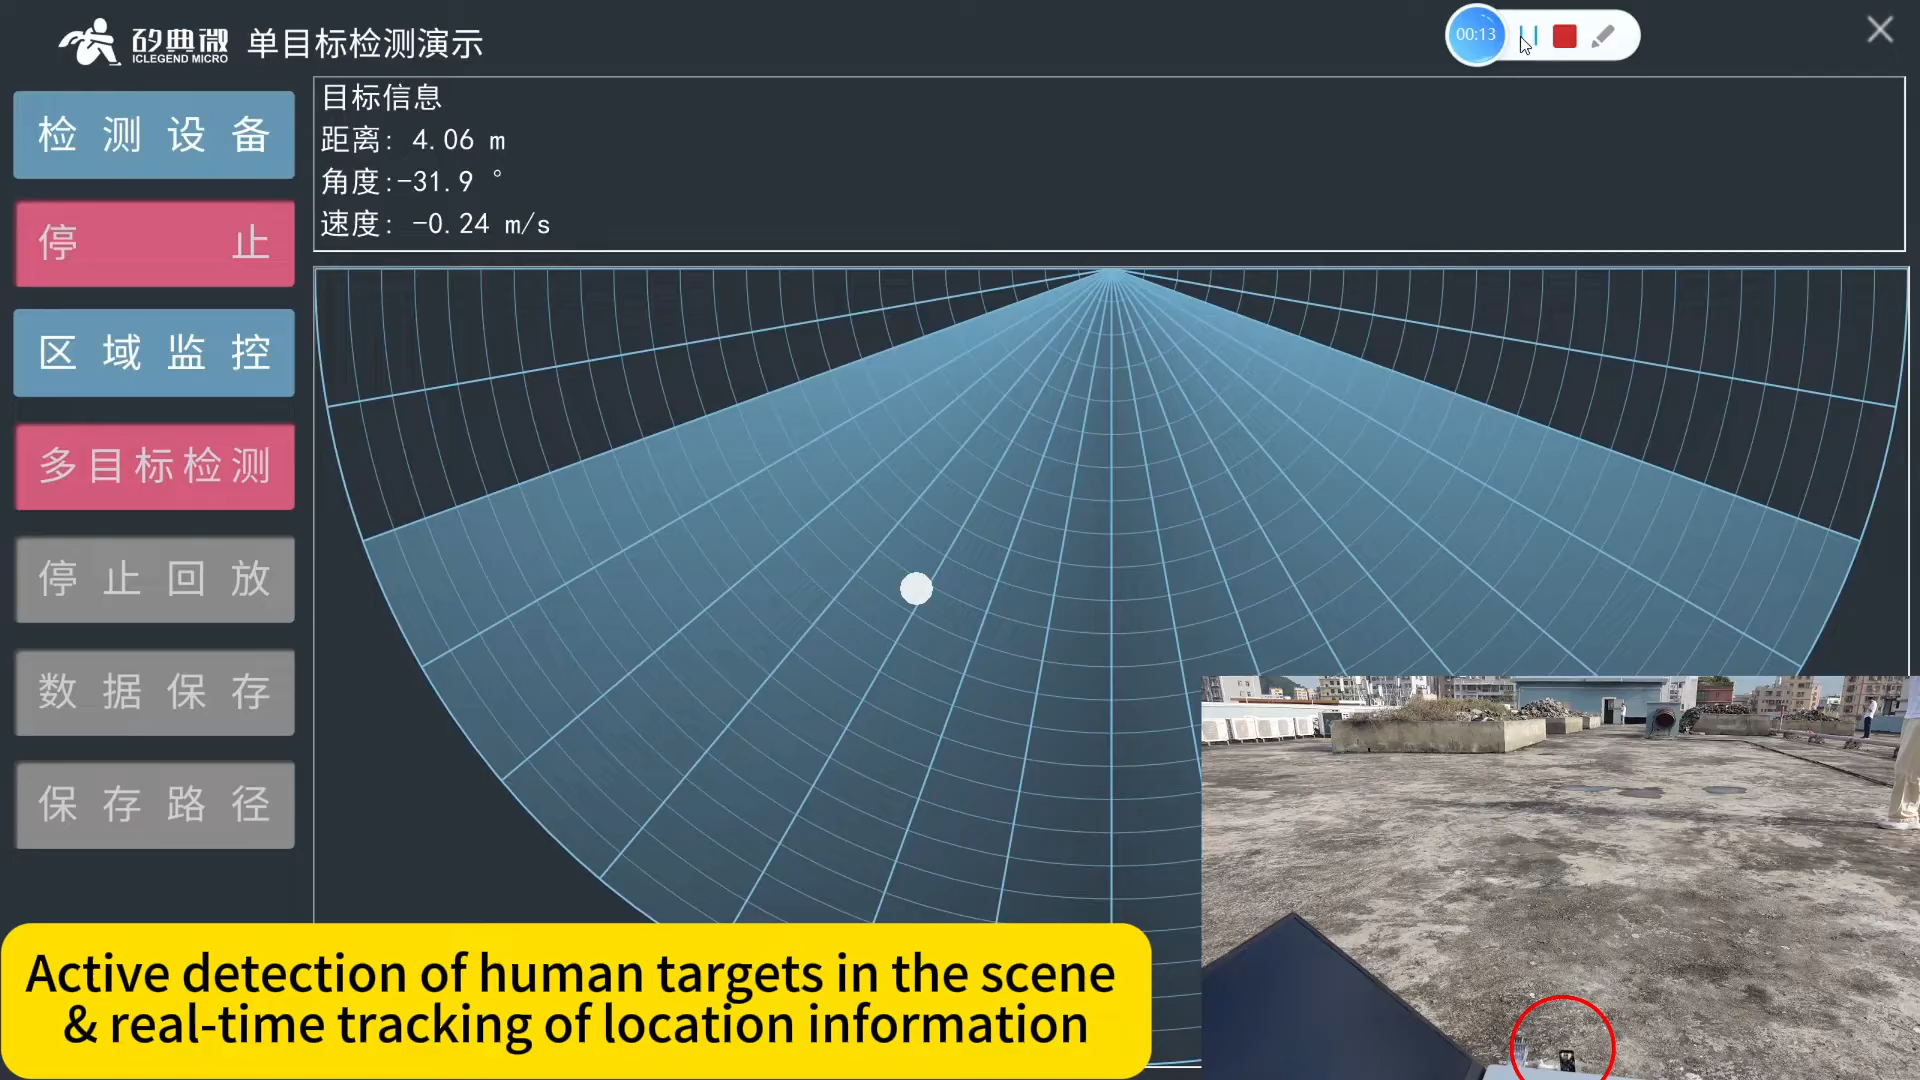 矽典微
ICLEGEND MICRO
单目标检测演示
00:13
检测设备
停止
区域监控
多目标检测
停止回放
数据保存
保存路径
目标信息
距离: 4.06 m
角度:-31.9 °
速度: -0.24 m/s
Active detection of human targets in the scene
& real-time tracking of location information